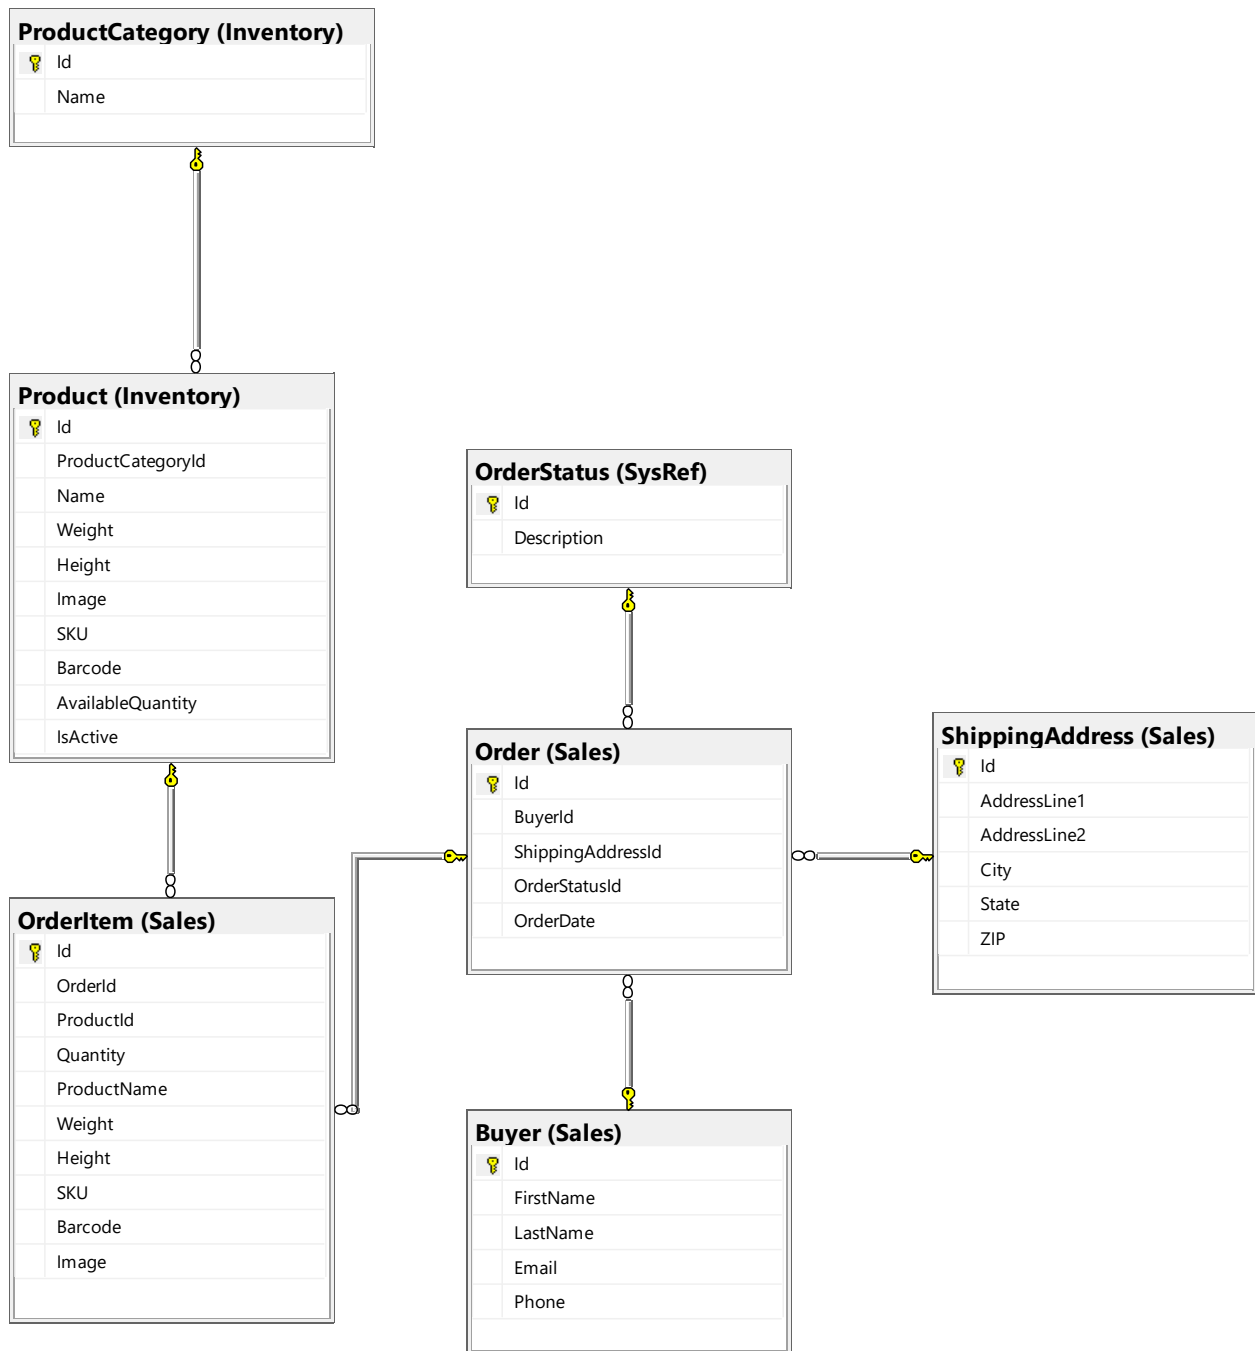 ProductCategory (Inventory)
Id
Name
Product (Inventory)
Id
ProductCategoryId
Name
Weight
Height
Image
SKU
Barcode
AvailableQuantity
IsActive
OrderItem (Sales)
Id
OrderId
ProductId
Quantity
ProductName
Weight
Height
SKU
Barcode
Image
OrderStatus (SysRef)
Id
Description
Order (Sales)
Id
BuyerId
ShippingAddressId
OrderStatusId
OrderDate
Buyer (Sales)
Id
FirstName
LastName
Email
Phone
ShippingAddress (Sales)
Id
AddressLine1
AddressLine2
City
State
ZIP